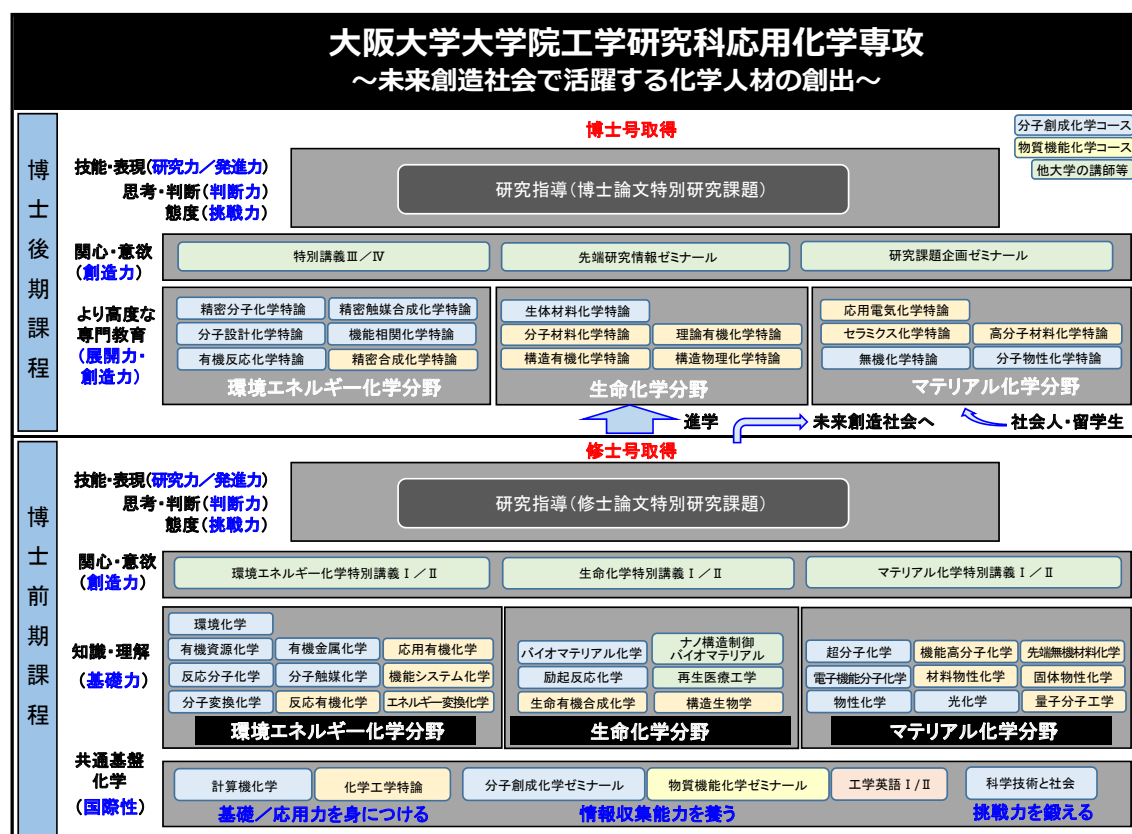 大阪大学大学院工学研究科応用化学専攻
～未来創造社会で活躍する化学人材の創出～
分子創成化学コース
物質機能化学コース
他大学の講師等
博士後期課程
博士号取得
技能・表現(研究力／発進力)
思考・判断(判断力)
態度(挑戦力)
研究指導(博士論文特別研究課題)
関心・意欲
(創造力)
特別講義Ⅲ／Ⅳ
先端研究情報ゼミナール
研究課題企画ゼミナール
より高度な
専門教育
(展開力・
創造力)
精密分子化学特論
精密触媒合成化学特論
分子設計化学特論
機能相関化学特論
有機反応化学特論
精密合成化学特論
環境エネルギー化学分野
生体材料化学特論
分子材料化学特論
理論有機化学特論
構造有機化学特論
構造物理化学特論
生命化学分野
応用電気化学特論
セラミクス化学特論
高分子材料化学特論
無機化学特論
分子物性化学特論
マテリアル化学分野
進学
未来創造社会へ
社会人・留学生
博士前期課程
修士号取得
技能・表現(研究力／発進力)
思考・判断(判断力)
態度(挑戦力)
研究指導(修士論文特別研究課題)
関心・意欲
(創造力)
環境エネルギー化学特別講義Ⅰ／Ⅱ
生命化学特別講義Ⅰ／Ⅱ
マテリアル化学特別講義Ⅰ／Ⅱ
知識・理解
(基礎力)
環境化学
有機資源化学
有機金属化学
応用有機化学
反応分子化学
分子触媒化学
機能システム化学
分子変換化学
反応有機化学
エネルギー変換化学
環境エネルギー化学分野
バイオマテリアル化学
ナノ構造制御
バイオマテリアル
励起反応化学
再生医療工学
生命有機合成化学
構造生物学
生命化学分野
超分子化学
機能高分子化学
先端無機材料化学
電子機能分子化学
材料物性化学
固体物性化学
物性化学
光化学
量子分子工学
マテリアル化学分野
共通基盤
化学
(国際性)
計算機化学
化学工学特論
分子創成化学ゼミナール
物質機能化学ゼミナール
工学英語Ⅰ/Ⅱ
科学技術と社会
基礎／応用力を身につける
情報収集能力を養う
挑戦力を鍛える